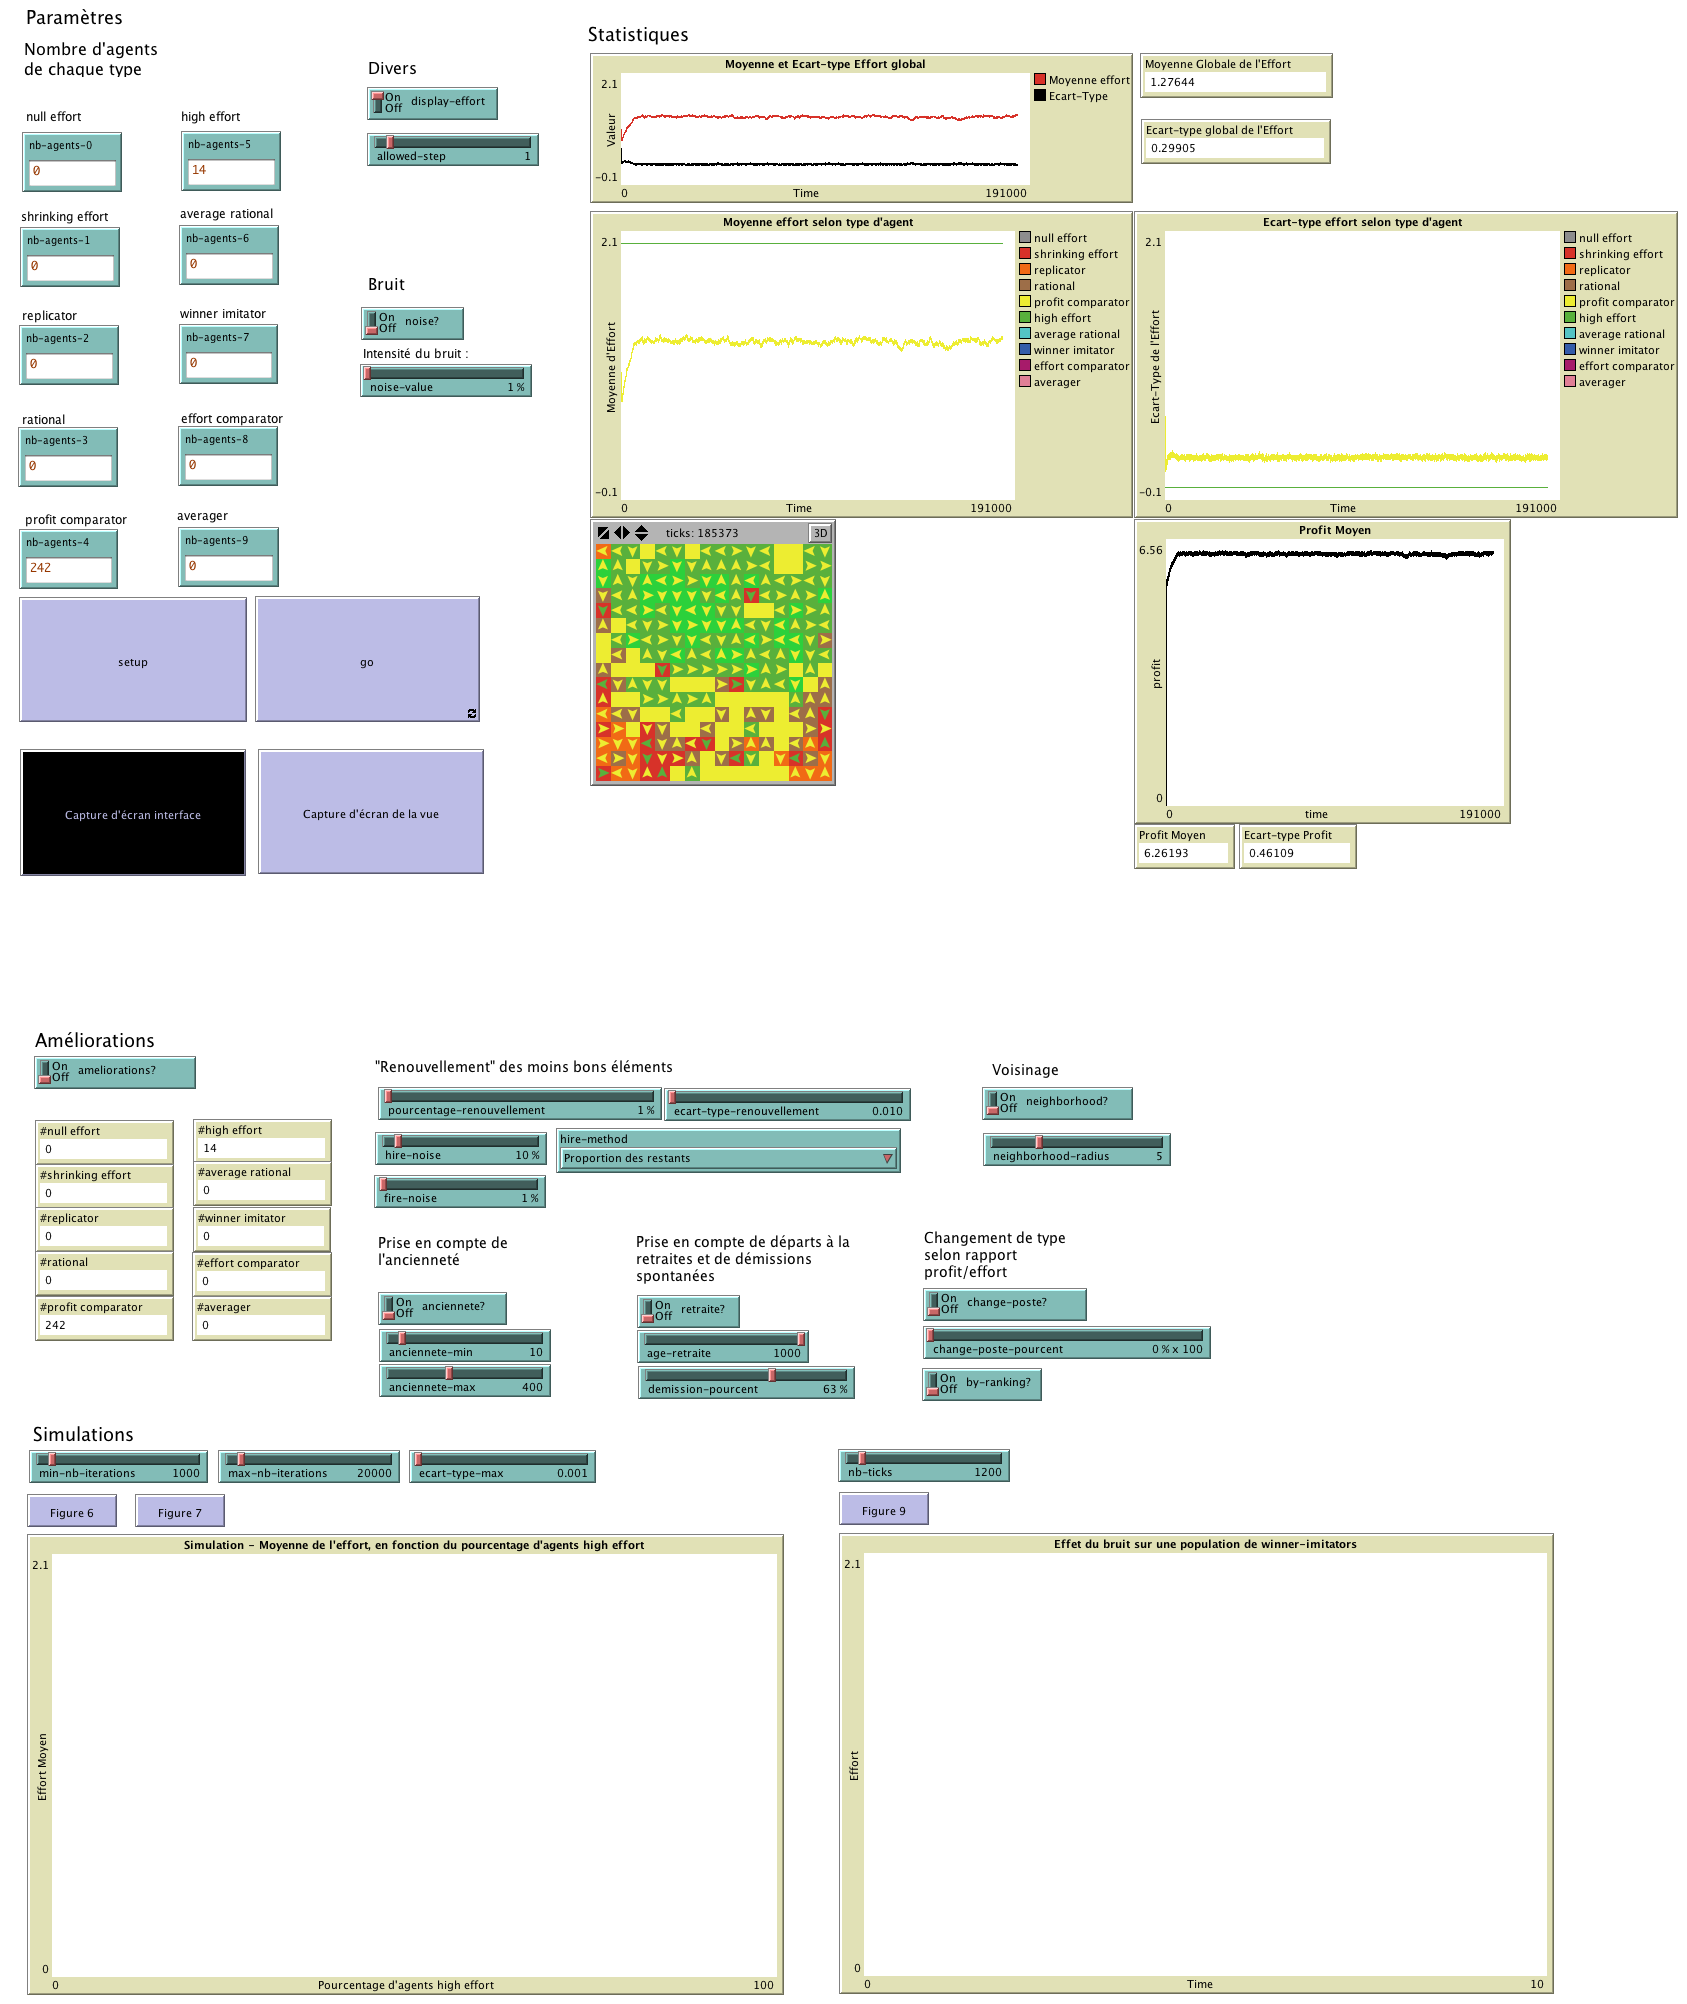 Paramètres
Nombre d'agents
de chaque type
null effort
nb-agents-0
0
high effort
nb-agents-5
14
shrinking effort
nb-agents-1
0
average rational
nb-agents-6
0
replicator
nb-agents-2
0
winner imitator
nb-agents-7
0
rational
nb-agents-3
0
effort comparator
nb-agents-8
0
profit comparator
nb-agents-4
242
averager
nb-agents-9
0
setup
go
Capture d'écran interface
Capture d'écran de la vue
Divers
On
Off
display-effort
allowed-step 1
Bruit
On
Off
noise?
Intensité du bruit :
noise-value 1 %
Statistiques
Moyenne et Ecart-type Effort global
2.1
Valeur
-0.1
0
Time
191000
Moyenne effort
Ecart-Type
Moyenne Globale de l'Effort
1.27644
Ecart-type global de l'Effort
0.29905
Moyenne effort selon type d'agent
2.1
Moyenne d'Effort
-0.1
0
Time
191000
null effort
shrinking effort
replicator
rational
profit comparator
high effort
average rational
winner imitator
effort comparator
averager
Ecart-type effort selon type d'agent
2.1
Ecart-Type de l'Effort
-0.1
0
Time
191000
null effort
shrinking effort
replicator
rational
profit comparator
high effort
average rational
winner imitator
effort comparator
averager
ticks: 185373
3D
Profit Moyen
6.56
profit
0
0
time
191000
Profit Moyen
6.26193
Ecart-type Profit
0.46109
Améliorations
On
Off
ameliorations?
#null effort
0
#high effort
14
#shrinking effort
0
#average rational
0
#replicator
0
#winner imitator
0
#rational
0
#effort comparator
0
#profit comparator
242
#averager
0
"Renouvellement" des moins bons éléments
pourcentage-renouvellement 1 %
ecart-type-renouvellement 0.010
hire-noise 10 %
hire-method
Proportion des restants
fire-noise 1 %
Voisinage
On
Off
neighborhood?
neighborhood-radius 5
Prise en compte de
l'ancienneté
On
Off
anciennete?
anciennete-min 10
anciennete-max 400
Prise en compte de départs à la
retraites et de démissions
spontanées
On
Off
retraite?
age-retraite 1000
demission-pourcent 63 %
Changement de type
selon rapport
profit/effort
On
Off
change-poste?
change-poste-pourcent 0 % x 100
On
Off
by-ranking?
Simulations
min-nb-iterations 1000
max-nb-iterations 20000
ecart-type-max 0.001
Figure 6
Figure 7
nb-ticks 1200
Figure 9
Simulation - Moyenne de l'effort, en fonction du pourcentage d'agents high effort
2.1
Effort Moyen
0
0
Pourcentage d'agents high effort
100
Effet du bruit sur une population de winner-imitators
2.1
Effort
0
0
Time
10